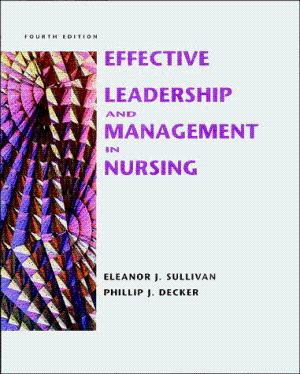 FOURTH EDITION
EFFECTIVE
LEADERSHIP
AND
MANAGEMENT
IN
NURSING
ELEANOR J. SULLIVAN
PHILLIP J. DECKER